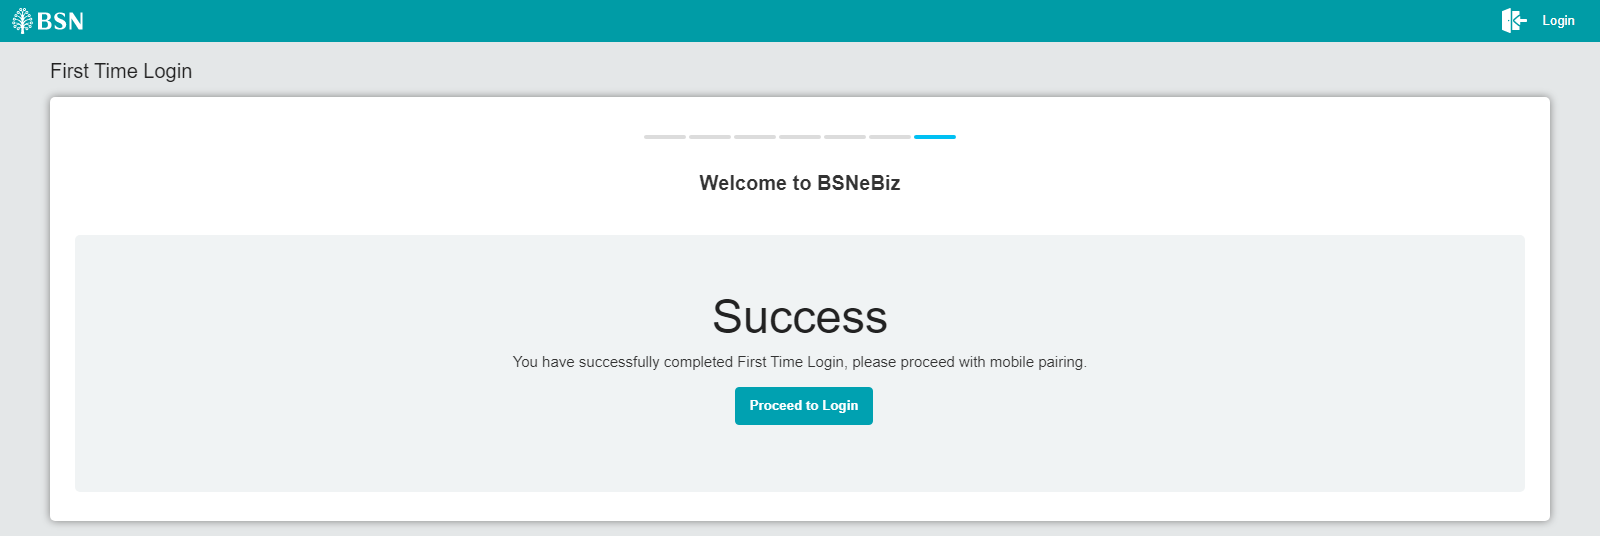 BSN
Login
First Time Login
Welcome to BSNeBiz
Success
You have successfully completed First Time Login, please proceed with mobile pairing.
Proceed to Login